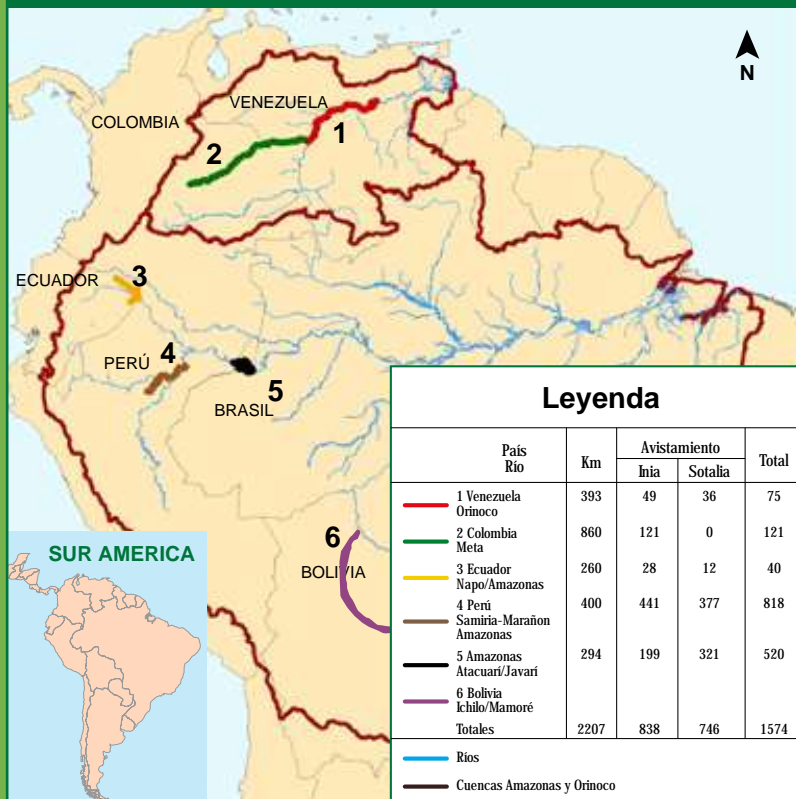 N
VENEZUELA
COLOMBIA
1
2
ECUADOR
3
PERÚ 4
5
BRASIL
6
BOLIVIA
SUR AMERICA
Leyenda
País Río Km Avistamiento Total
Inia Sotalia
1 Venezuela 393 49 36 75
Orinoco
2 Colombia 860 121 0 121
Meta
3 Ecuador 260 28 12 40
Napo/Amazonas
4 Perú 400 441 377 818
Samiria-Marañon
Amazonas
5 Amazonas 294 199 321 520
Atacuari/Javarí
6 Bolivia
Ichilo/Mamoré
Totales 2207 838 746 1574
Ríos
Cuencas Amazonas y Orinoco